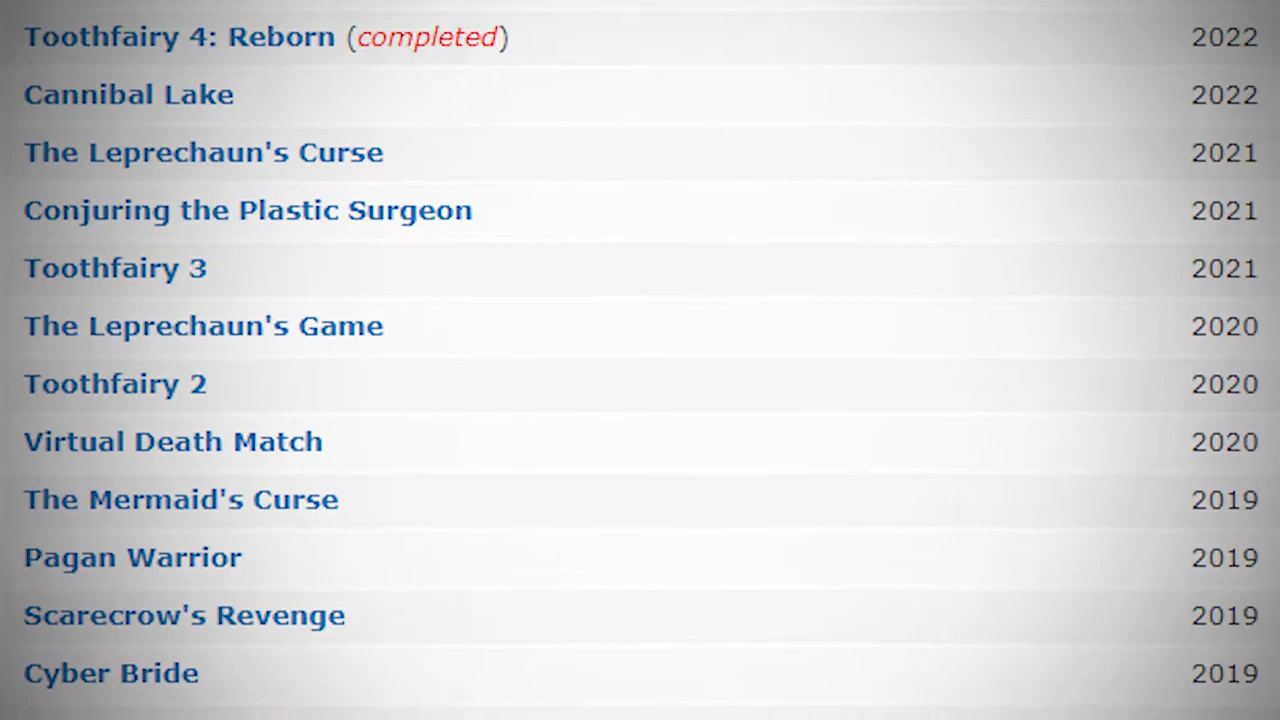 Toothfairy 4: Reborn (completed) 2022
Cannibal Lake 2022
The Leprechaun's Curse 2021
Conjuring the Plastic Surgeon 2021
Toothfairy 3 2021
The Leprechaun's Game 2020
Toothfairy 2 2020
Virtual Death Match 2020
The Mermaid's Curse 2019
Pagan Warrior 2019
Scarecrow's Revenge 2019
Cyber Bride 2019